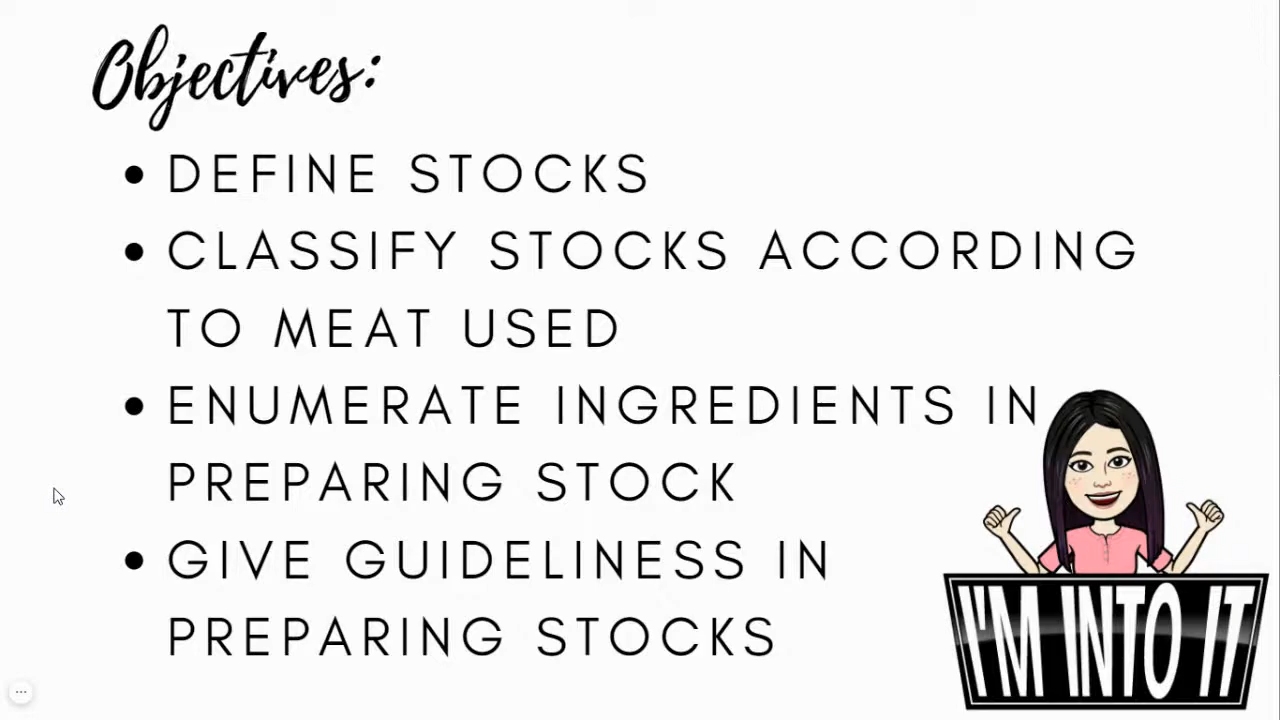 Objectives:
DEFINE STOCKS
CLASSIFY STOCKS ACCORDING
TO MEAT USED
ENUMERATE INGREDIENTS IN
PREPARING STOCK
GIVE GUIDELINESS IN
PREPARING STOCKS
I'M INTO IT